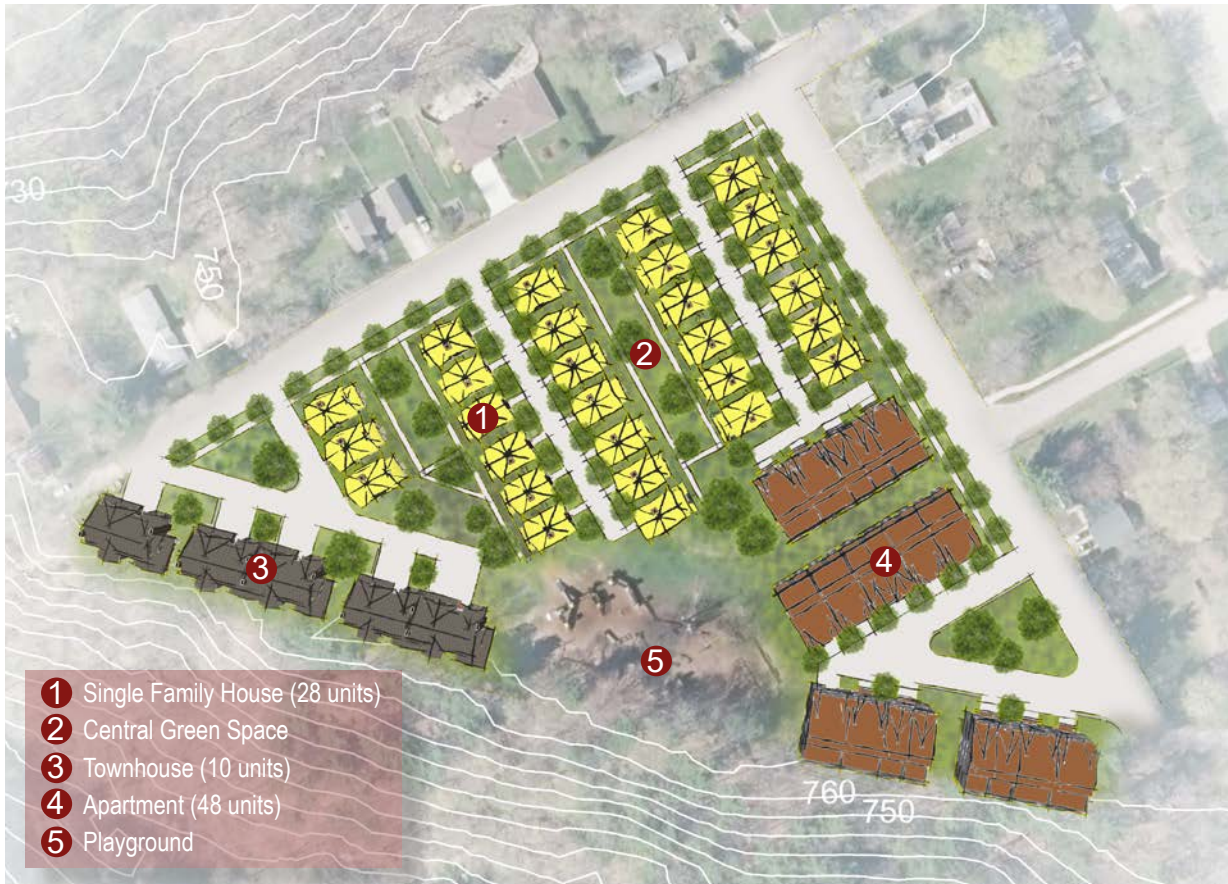 30
750
2
1
4
3
5
1 Single Family House (28 units)
2 Central Green Space
3 Townhouse (10 units)
4 Apartment (48 units)
5 Playground
760
750